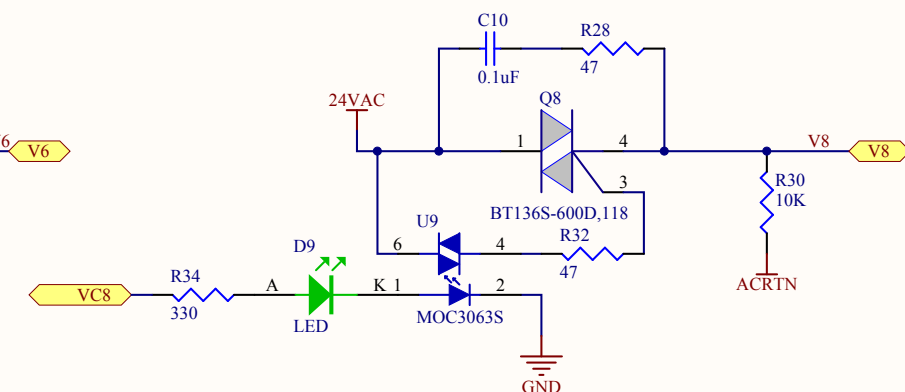 C10
0.1uF
R28
47
24VAC
Q8
1
4
3
BT136S-600D,118
V6
V6
V8
V8
R30
10K
ACRTN
U9
6
4
R32
47
D9
VC8
R34
330
A
K
1
2
LED
MOC3063S
GND